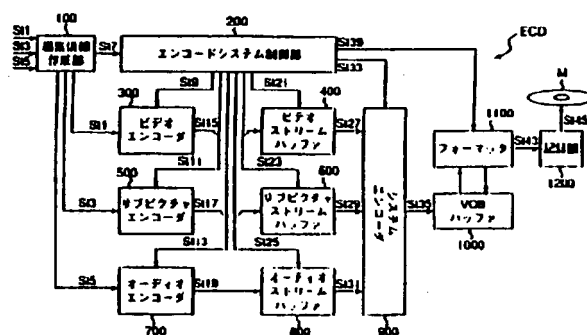 100
200
St1
St3
St5
編集情報
作成部
St7
エンコードシステム制御部
St39
St33
ECD
M
St9
St21
300
400
St1
ビデオ
エンコーダ
St15
ビデオ
ストリーム
バッファ
St27
1100
フォーマッタ
St43
St45
記録部
1200
St11
St23
500
600
St3
サブピクチャ
エンコーダ
St17
サブピクチャ
ストリーム
バッファ
St29
システム
エンコーダ
St35
VOB
バッファ
1000
St13
St25
St5
オーディオ
エンコーダ
St19
オーディオ
ストリーム
バッファ
St31
700
800
900